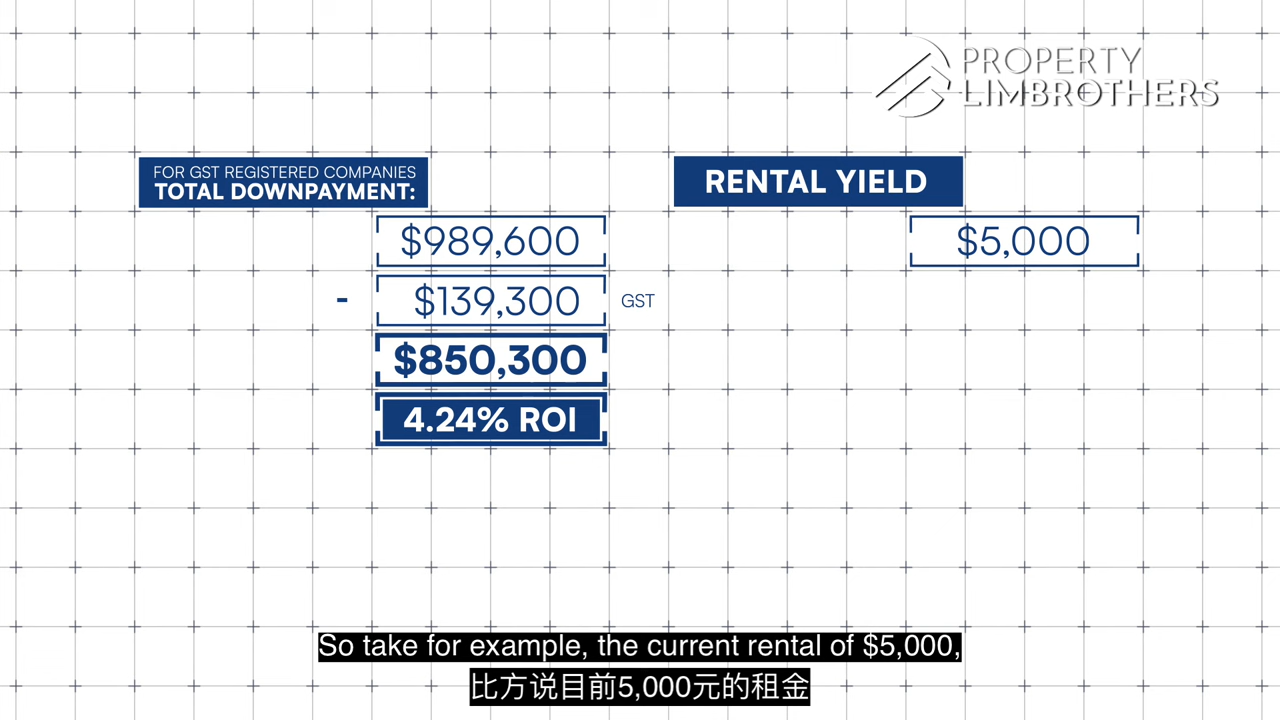 PROPERTY
LIMBROTHERS
FOR GST REGISTERED COMPANIES
TOTAL DOWNPAYMENT:
$989,600
- $139,300 GST
$850,300
4.24% ROI
RENTAL YIELD
$5,000
So take for example, the current rental of $5,000,
比方说目前5,000元的租金